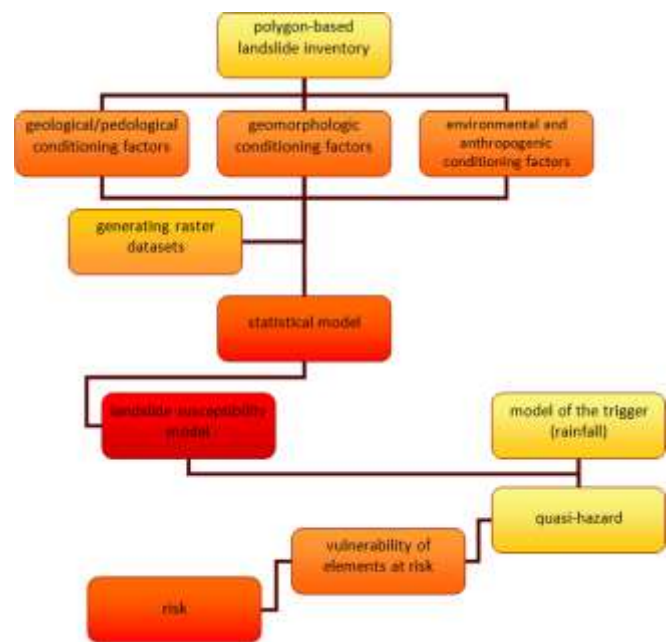 polygon-based
landslide inventory
geological/pedological
conditioning factors
geomorphologic
conditioning factors
environmental and
anthropogenic
conditioning factors
generating raster
datasets
statistical model
landslide susceptibility
model
model of the trigger
(rainfall)
quasi-hazard
vulnerability of
elements at risk
risk